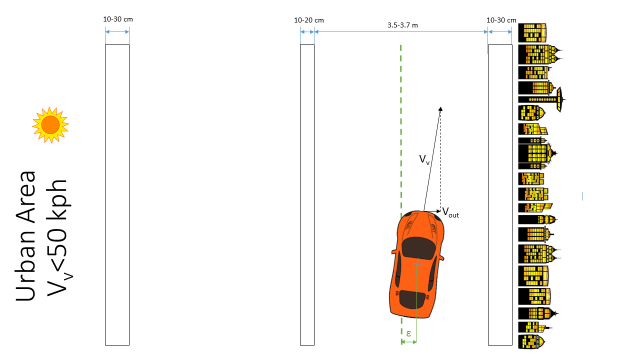 10-30 cm
10-20 cm
3.5-3.7 m
10-30 cm
Urban Area
Vv<50 kph
Vv
Vout
ε